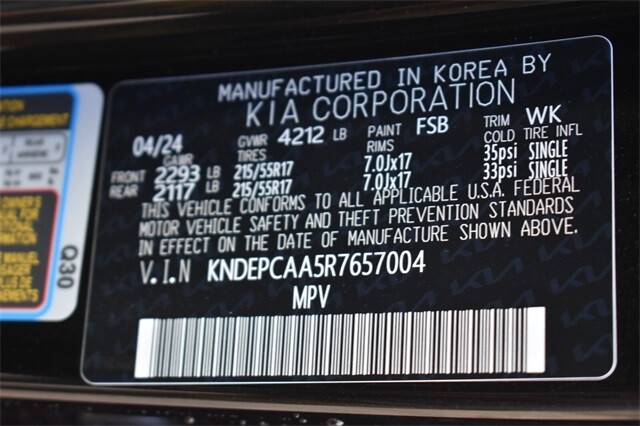 MANUFACTURED IN KOREA BY
KIA CORPORATION
04/24 GVWR 4212 LB PAINT FSB TRIM WK
GAWR TIRES RIMS COLD TIRE INFL
FRONT 2293 LB 215/55R17 7.0Jx17 35psi SINGLE
REAR 2117 LB 215/55R17 7.0Jx17 33psi SINGLE
THIS VEHICLE CONFORMS TO ALL APPLICABLE U.S.A. FEDERAL
MOTOR VEHICLE SAFETY AND THEFT PREVENTION STANDARDS
IN EFFECT ON THE DATE OF MANUFACTURE SHOWN ABOVE.
V.I.N KNDEPCAA5R7657004
MPV
Q30